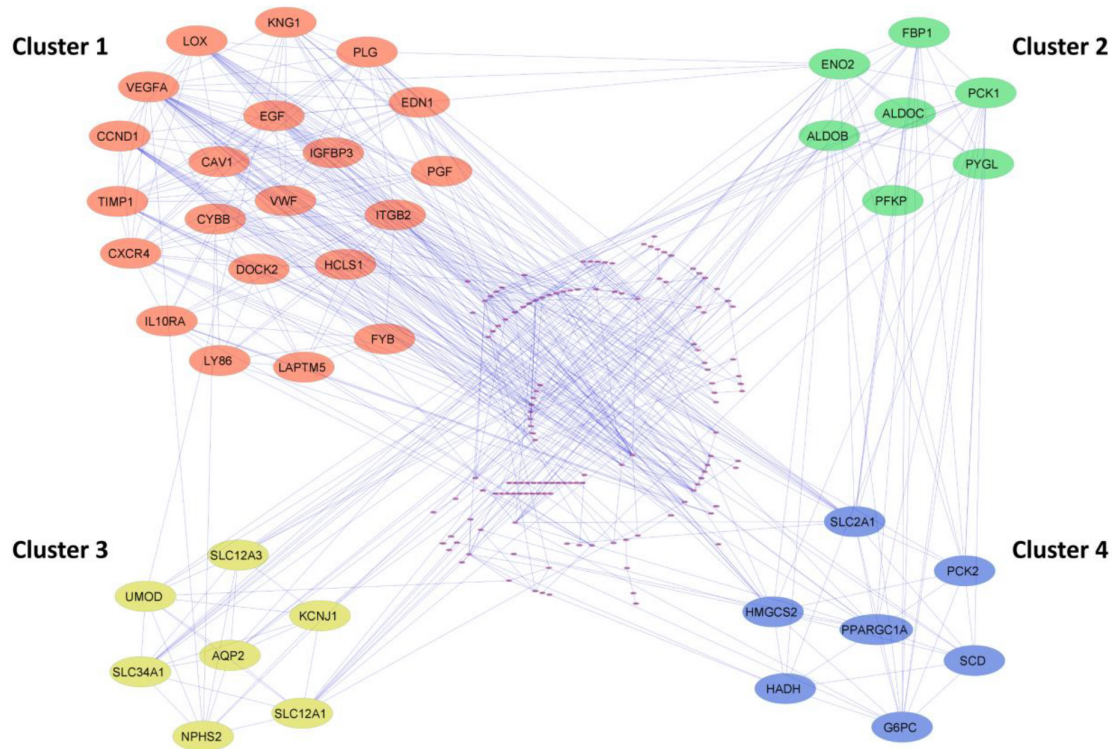 Cluster 1
LOX
KNG1
PLG
VEGFA
EGF
EDN1
CCND1
CAV1
IGFBP3
PGF
TIMP1
CYBB
VWF
ITGB2
CXCR4
DOCK2
HCLS1
IL10RA
LY86
LAPTM5
FYB
Cluster 2
FBP1
ENO2
PCK1
ALDOC
ALDOB
PYGL
PFKP
Cluster 3
SLC12A3
UMOD
KCNJ1
AQP2
SLC34A1
SLC12A1
NPHS2
Cluster 4
SLC2A1
PCK2
HMGCS2
PPARGC1A
SCD
HADH
G6PC